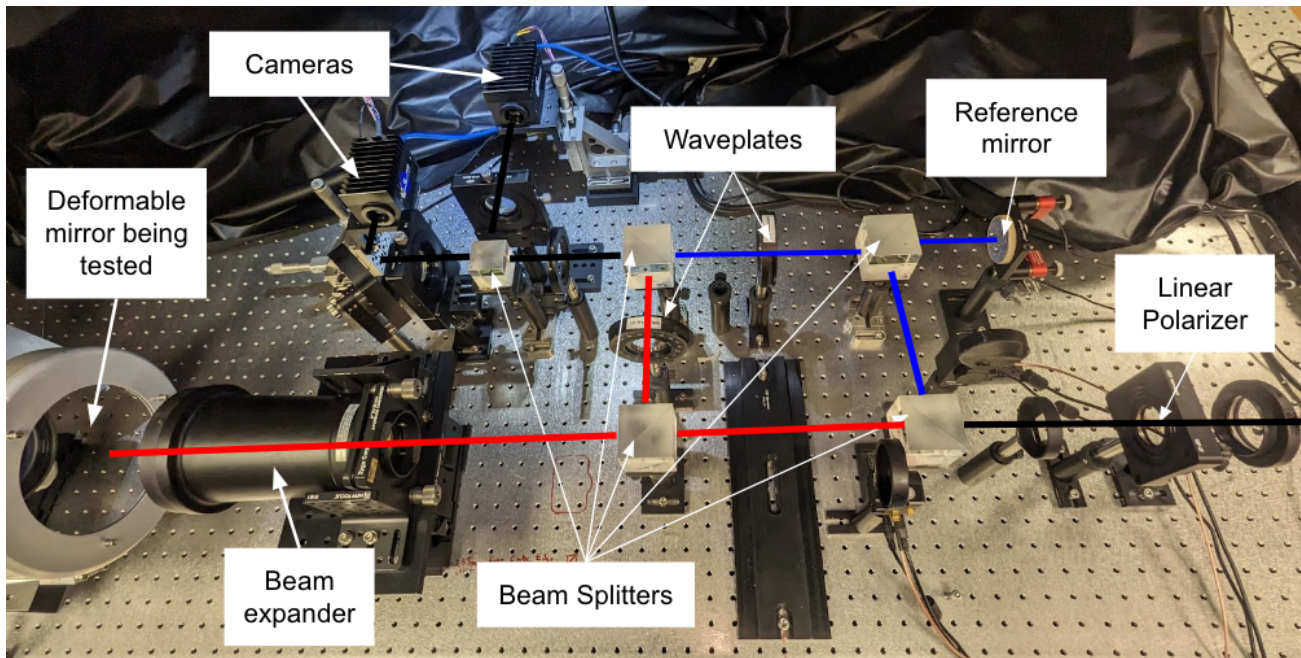 Cameras
Waveplates
Reference
mirror
Deformable
mirror being
tested
Linear
Polarizer
Beam
expander
Beam Splitters